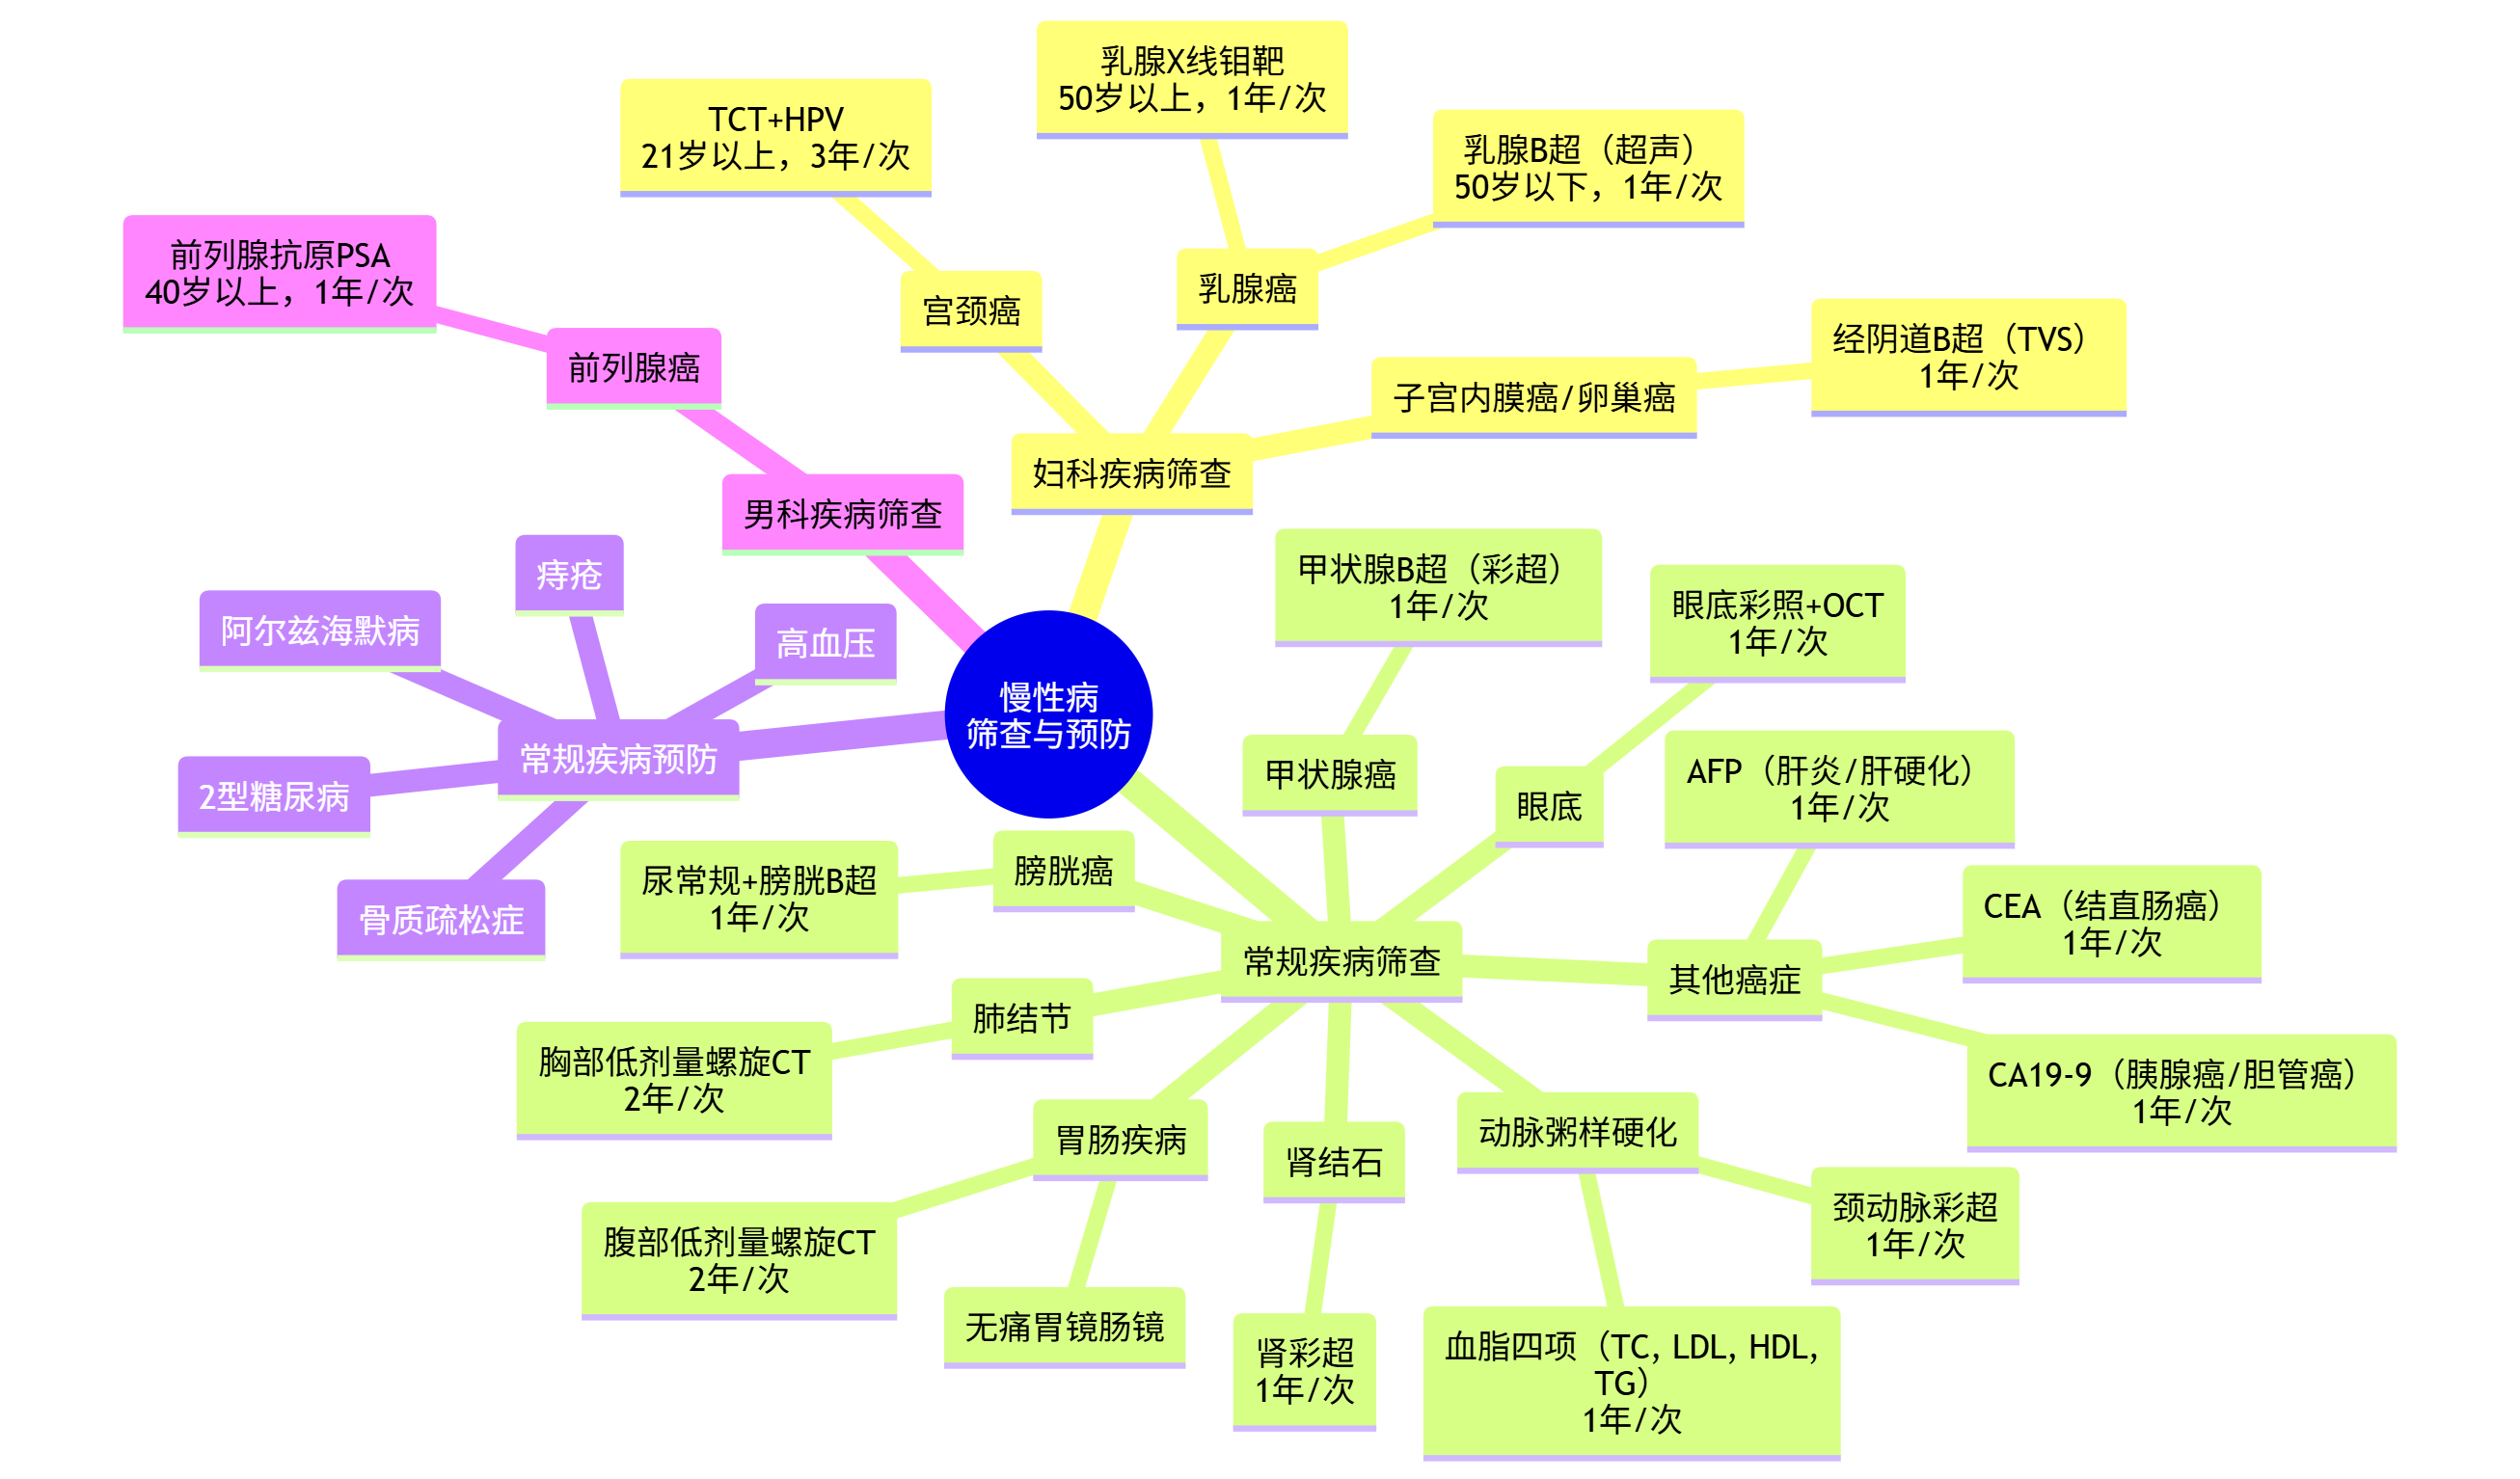 慢性病
筛查与预防
妇科疾病筛查
宫颈癌
TCT+HPV
21岁以上，3年/次
乳腺癌
乳腺X线钼靶
50岁以上，1年/次
乳腺B超（超声）
50岁以下，1年/次
子宫内膜癌/卵巢癌
经阴道B超（TVS）
1年/次
男科疾病筛查
前列腺癌
前列腺抗原PSA
40岁以上，1年/次
常规疾病预防
高血压
痔疮
阿尔兹海默病
2型糖尿病
骨质疏松症
常规疾病筛查
甲状腺癌
甲状腺B超（彩超）
1年/次
眼底
眼底彩照+OCT
1年/次
其他癌症
AFP（肝炎/肝硬化）
1年/次
CEA（结直肠癌）
1年/次
CA19-9（胰腺癌/胆管癌）
1年/次
动脉粥样硬化
颈动脉彩超
1年/次
血脂四项（TC, LDL, HDL,
TG）
1年/次
肾结石
肾彩超
1年/次
胃肠疾病
无痛胃镜肠镜
腹部低剂量螺旋CT
2年/次
肺结节
胸部低剂量螺旋CT
2年/次
膀胱癌
尿常规+膀胱B超
1年/次